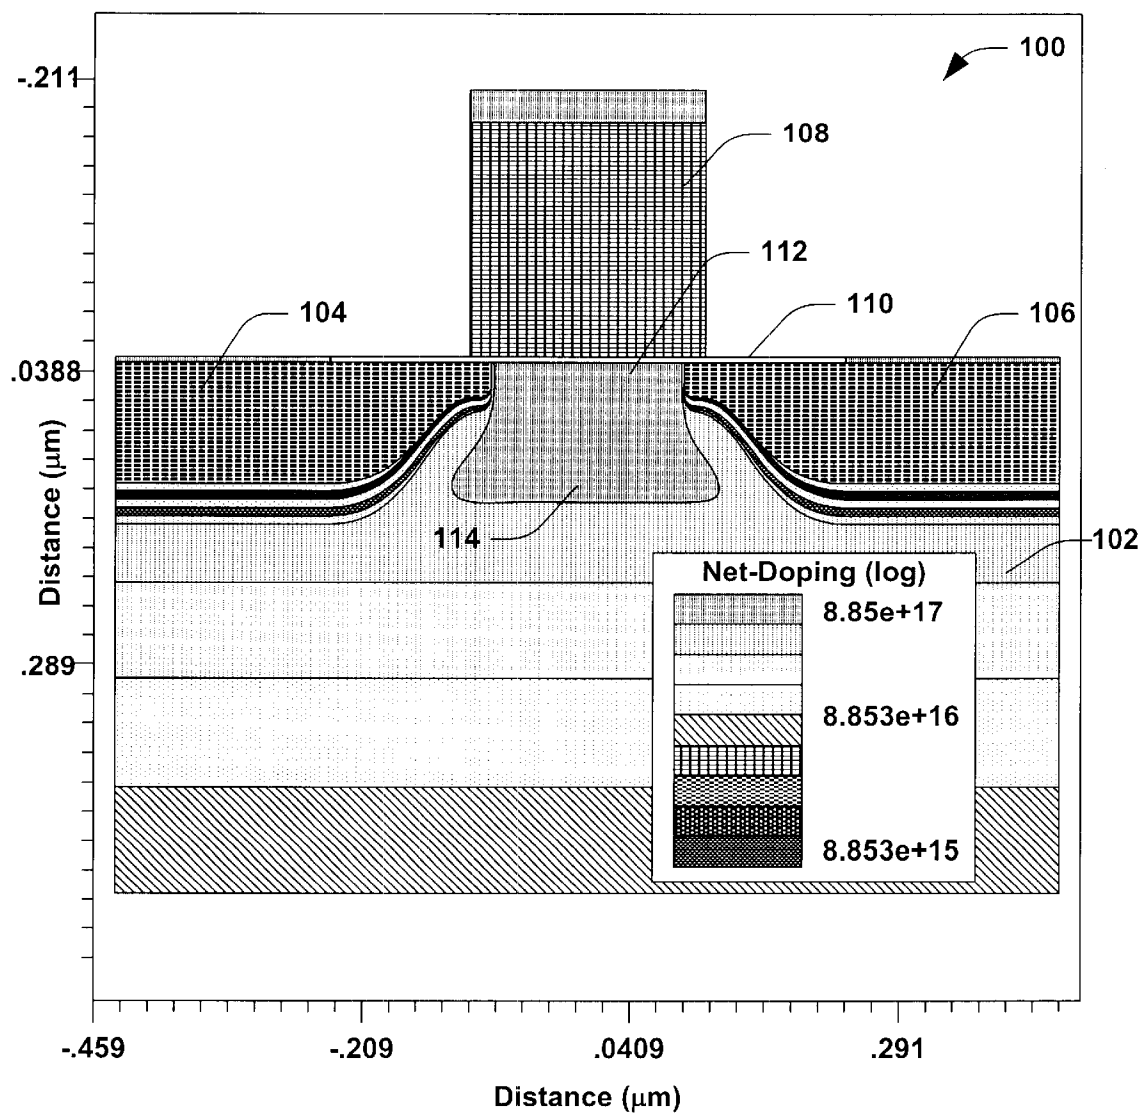 100
-.211
108
112
104
110
106
.0388
Distance (μm)
114
102
Net-Doping (log)
8.85e+17
.289
8.853e+16
8.853e+15
-.459
-.209
.0409
.291
Distance (μm)